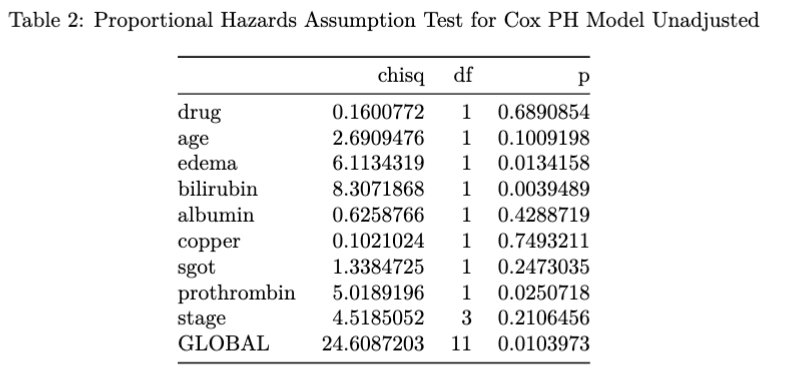 Table 2: Proportional Hazards Assumption Test for Cox PH Model Unadjusted
chisq df p
drug 0.1600772 1 0.6890854
age 2.6909476 1 0.1009198
edema 6.1134319 1 0.0134158
bilirubin 8.3071868 1 0.0039489
albumin 0.6258766 1 0.4288719
copper 0.1021024 1 0.7493211
sgot 1.3384725 1 0.2473035
prothrombin 5.0189196 1 0.0250718
stage 4.5185052 3 0.2106456
GLOBAL 24.6087203 11 0.0103973